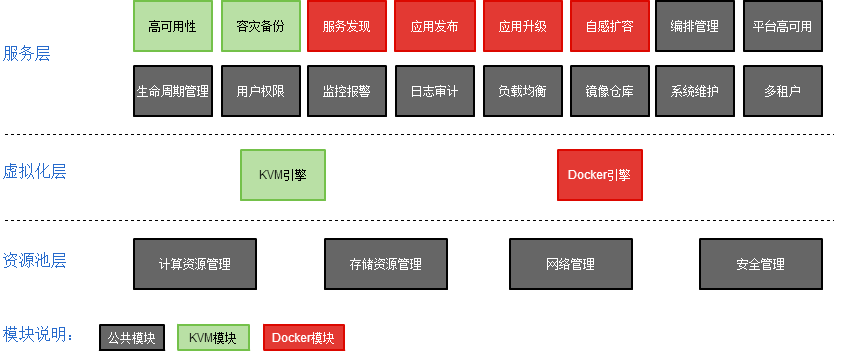 服务层
高可用性 容灾备份 服务发现 应用发布 应用升级 自感扩容 编排管理 平台高可用
生命周期管理 用户权限 监控报警 日志审计 负载均衡 镜像仓库 系统维护 多租户
虚拟化层
KVM引擎 Docker引擎
资源池层
计算资源管理 存储资源管理 网络管理 安全管理
模块说明: 公共模块 KVM模块 Docker模块